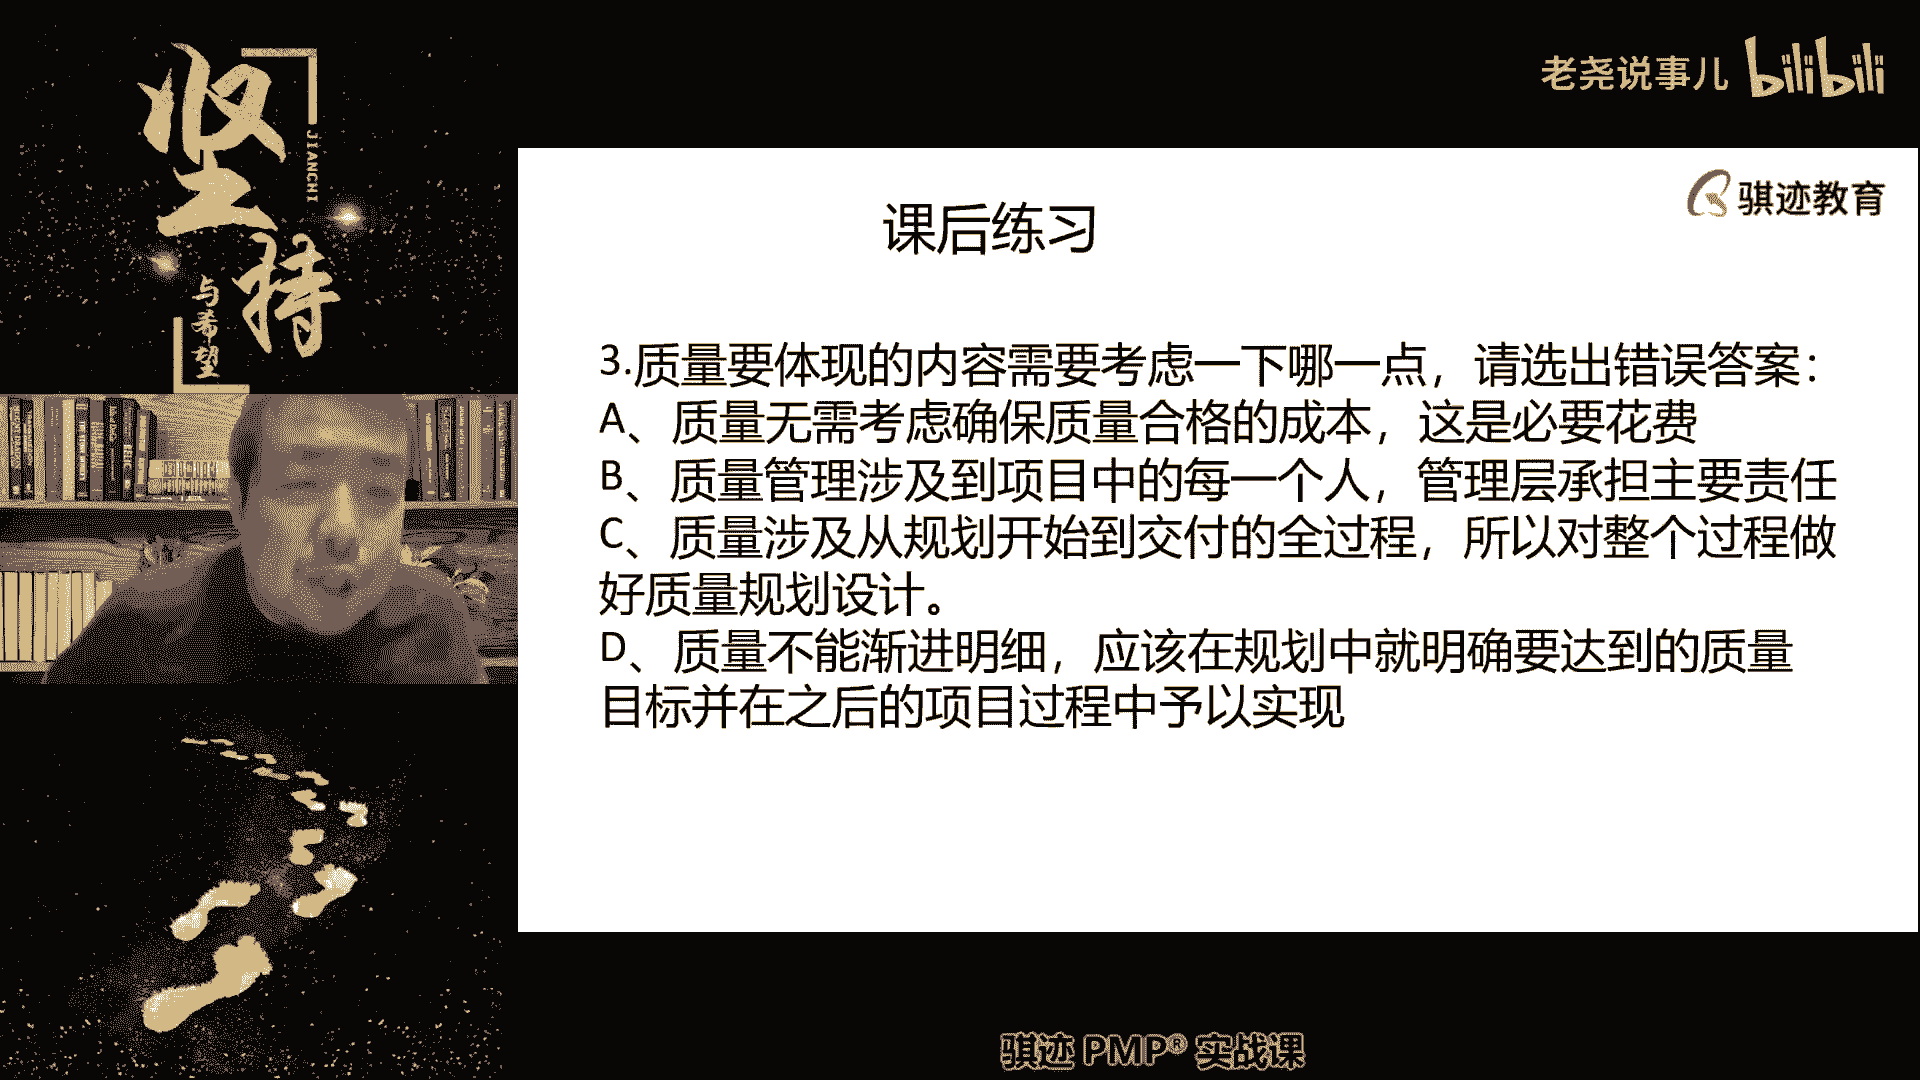 坚持
JIANCHI
与希望
老尧说事儿 bilibili
骐迹教育
课后练习
3.质量要体现的内容需要考虑一下哪一点，请选出错误答案：
A、质量无需考虑确保质量合格的成本，这是必要花费
B、质量管理涉及到项目中的每一个人，管理层承担主要责任
C、质量涉及从规划开始到交付的全过程，所以对整个过程做
好质量规划设计。
D、质量不能渐进明细，应该在规划中就明确要达到的质量
目标并在之后的项目过程中予以实现
骐迹 PMP® 实战课